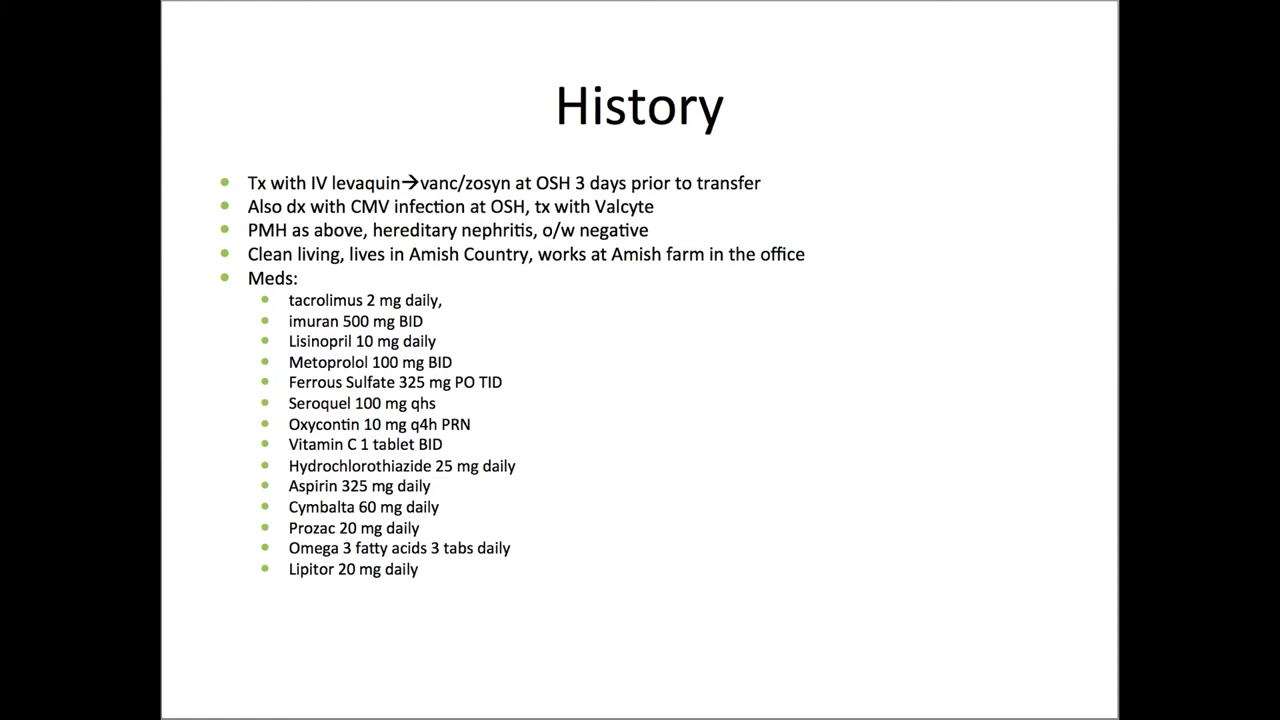 History
Tx with IV levaquin→vanc/zosyn at OSH 3 days prior to transfer
Also dx with CMV infection at OSH, tx with Valcyte
PMH as above, hereditary nephritis, o/w negative
Clean living, lives in Amish Country, works at Amish farm in the office
Meds:
tacrolimus 2 mg daily,
imuran 500 mg BID
Lisinopril 10 mg daily
Metoprolol 100 mg BID
Ferrous Sulfate 325 mg PO TID
Seroquel 100 mg qhs
Oxycontin 10 mg q4h PRN
Vitamin C 1 tablet BID
Hydrochlorothiazide 25 mg daily
Aspirin 325 mg daily
Cymbalta 60 mg daily
Prozac 20 mg daily
Omega 3 fatty acids 3 tabs daily
Lipitor 20 mg daily